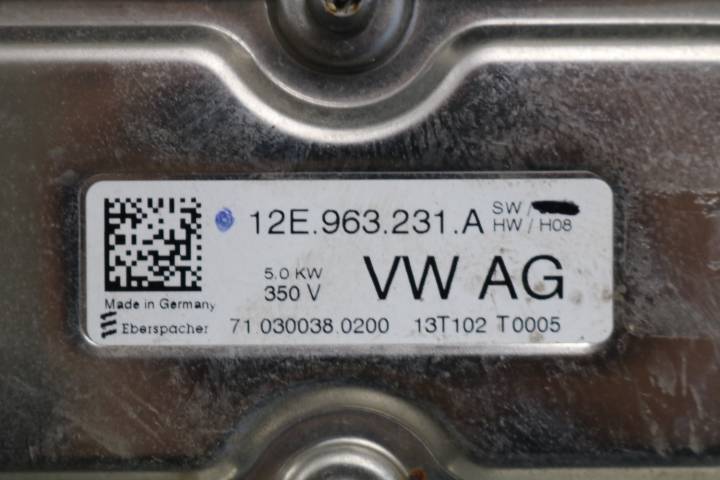 12E.963.231.A
SW /
HW / H08
5.0 KW
350 V
VW AG
Made in Germany
Eberspächer
71.030038.0200 13T102 T0005